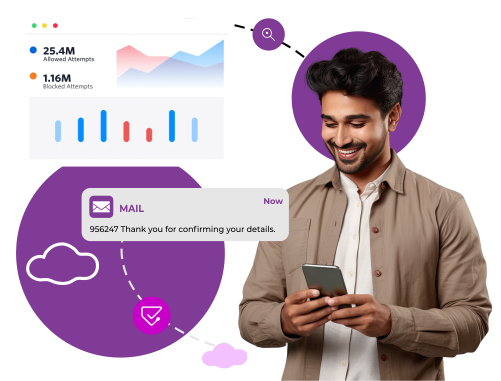 25.4M
Allowed Attempts
1.16M
Blocked Attempts
MAIL
Now
956247 Thank you for confirming your details.